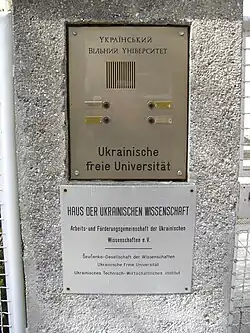 Український
Вільний Університет
Ukrainische
freie Universität
HAUS DER UKRAINISCHEN WISSENSCHAFT
Arbeits- und Förderungsgemeinschaft der Ukrainischen
Wissenschaften e.V.
Ševčenko-Gesellschaft der Wissenschaften
Ukrainische Freie Universität
Ukrainisches Technisch-Wirtschaftliches Institut